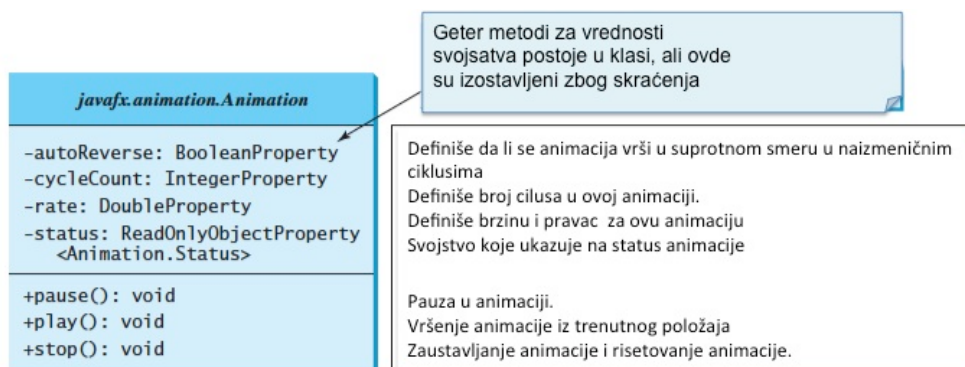 Geter metodi za vrednosti
svojsatva postoje u klasi, ali ovde
su izostavljeni zbog skraćenja
javafx.animation.Animation
-autoReverse: BooleanProperty
-cycleCount: IntegerProperty
-rate: DoubleProperty
-status: ReadOnlyObjectProperty
<Animation.Status>
+pause(): void
+play(): void
+stop(): void
Definiše da li se animacija vrši u suprotnom smeru u naizmeničnim
ciklusima
Definiše broj cilusa u ovoj animaciji.
Definiše brzinu i pravac za ovu animaciju
Svojstvo koje ukazuje na status animacije
Pauza u animaciji.
Vršenje animacije iz trenutnog položaja
Zaustavljanje animacije i risetovanje animacije.